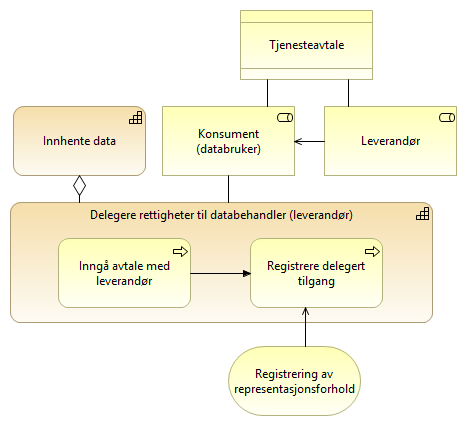 Tjenesteavtale
Innhente data
Konsument
(databruker)
Leverandør
Delegere rettigheter til databehandler (leverandør)
Inngå avtale med
leverandør
Registrere delegert
tilgang
Registrering av
representasjonsforhold